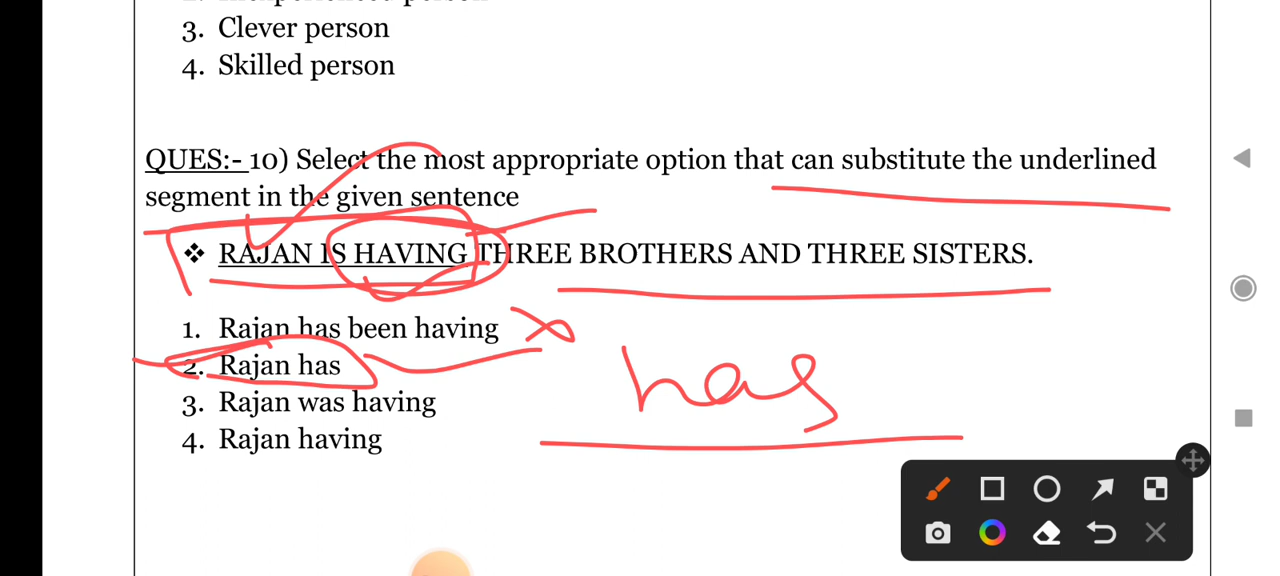 3. Clever person
4. Skilled person
QUES:- 10) Select the most appropriate option that can substitute the underlined
segment in the given sentence
❖ RAJAN IS HAVING THREE BROTHERS AND THREE SISTERS.
1. Rajan has been having
2. Rajan has
3. Rajan was having
4. Rajan having
has